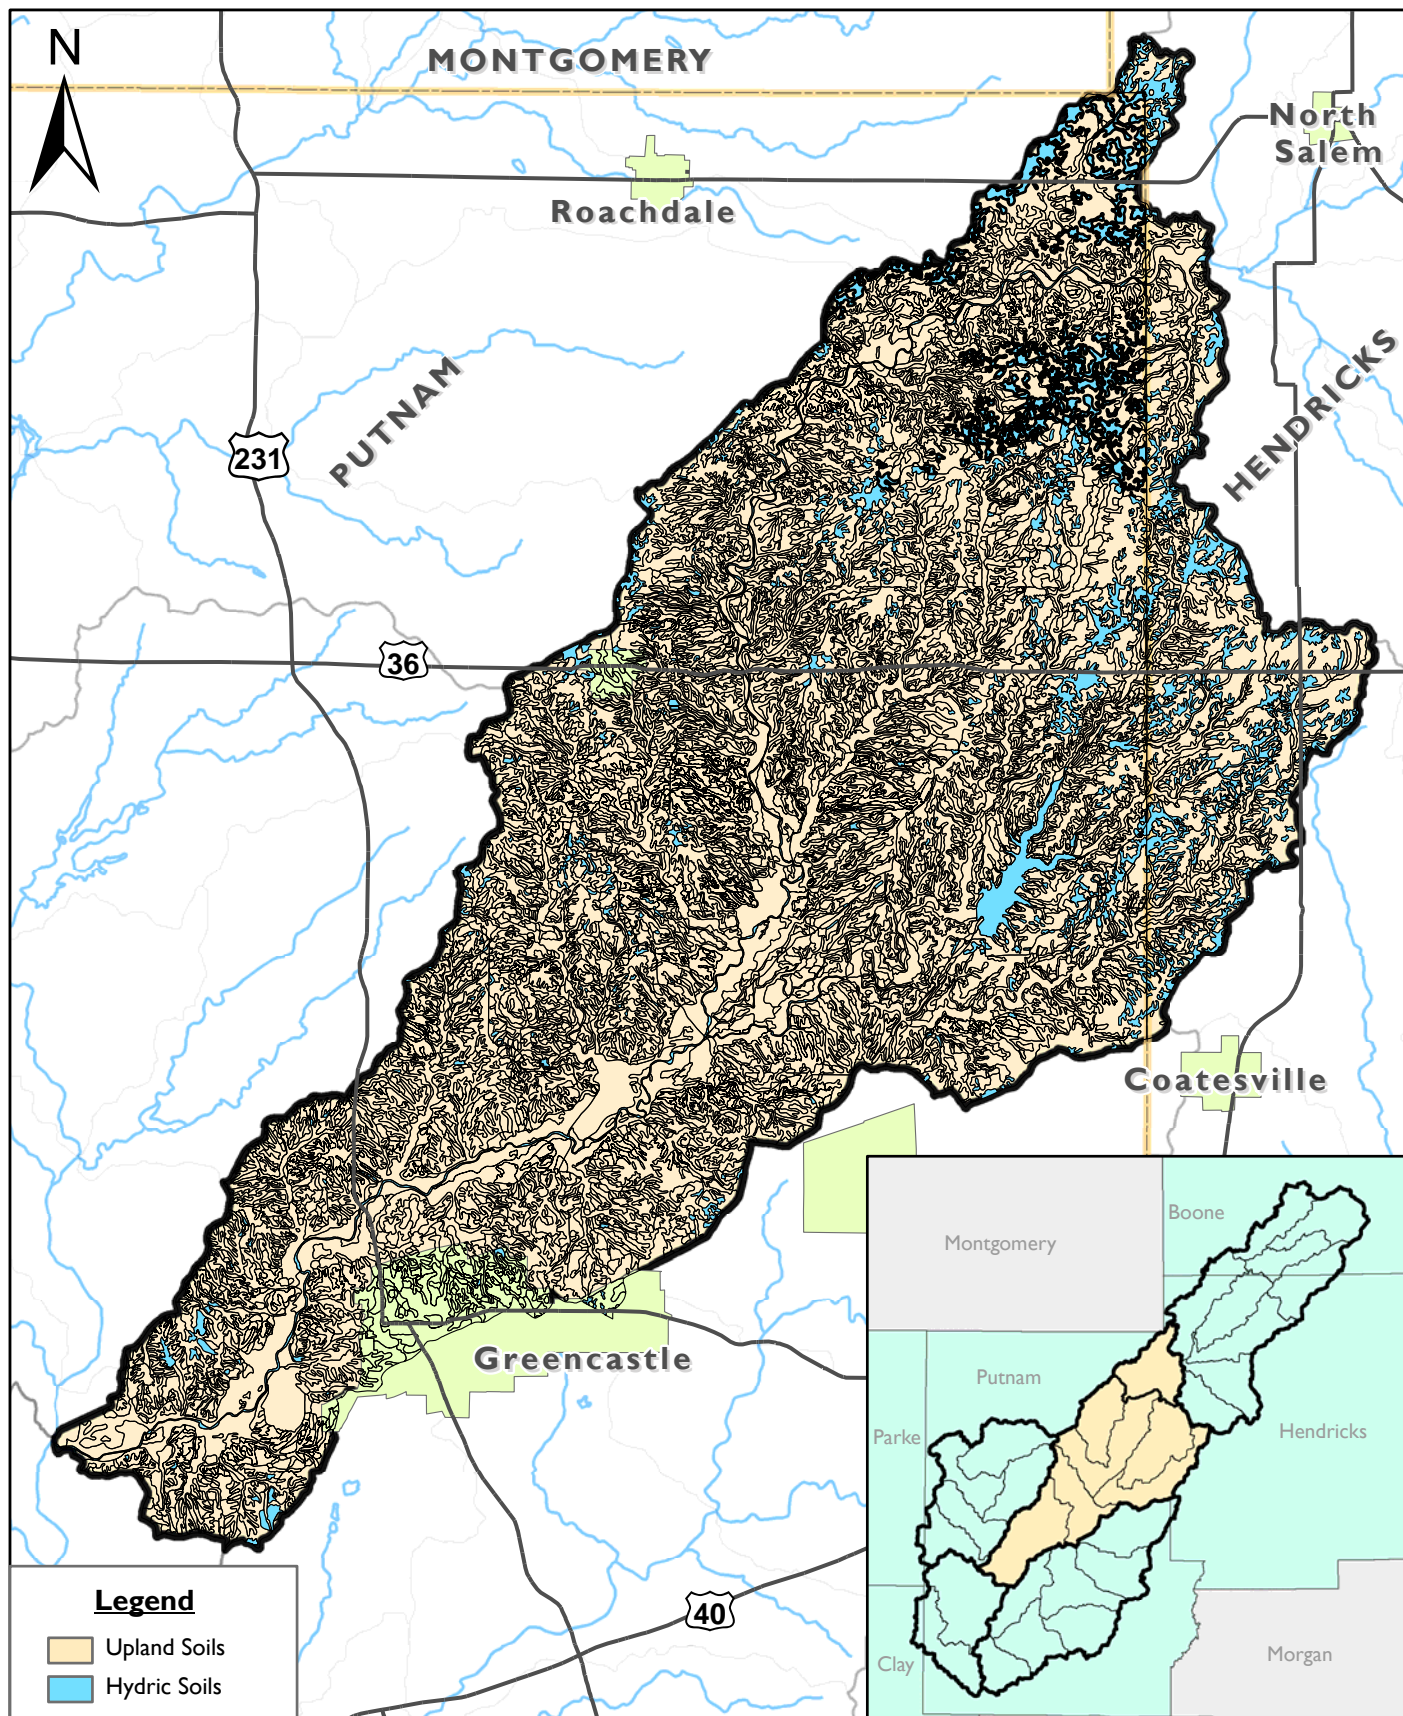 N
MONTGOMERY
North
Salem
Roachdale
PUTNAM
HENDRICKS
231
36
Coatesville
Greencastle
40
Legend
Upland Soils
Hydric Soils
Boone
Montgomery
Putnam
Parke
Hendricks
Clay
Morgan